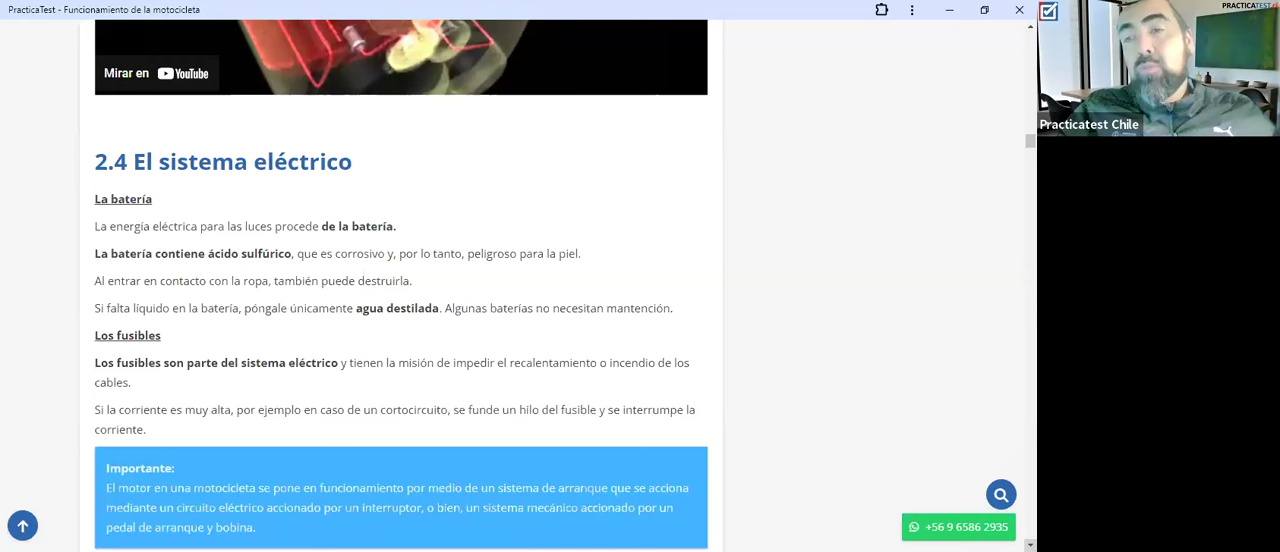 PracticaTest - Funcionamiento de la motocicleta
PRACTICATEST
Mirar en YouTube
Practicatest Chile
2.4 El sistema eléctrico
La batería
La energía eléctrica para las luces procede de la batería.
La batería contiene ácido sulfúrico, que es corrosivo y, por lo tanto, peligroso para la piel.
Al entrar en contacto con la ropa, también puede destruirla.
Si falta líquido en la batería, póngale únicamente agua destilada. Algunas baterías no necesitan mantención.
Los fusibles
Los fusibles son parte del sistema eléctrico y tienen la misión de impedir el recalentamiento o incendio de los
cables.
Si la corriente es muy alta, por ejemplo en caso de un cortocircuito, se funde un hilo del fusible y se interrumpe la
corriente.
Importante:
El motor en una motocicleta se pone en funcionamiento por medio de un sistema de arranque que se acciona
mediante un circuito eléctrico accionado por un interruptor, o bien, un sistema mecánico accionado por un
pedal de arranque y bobina.
+56 9 6586 2935